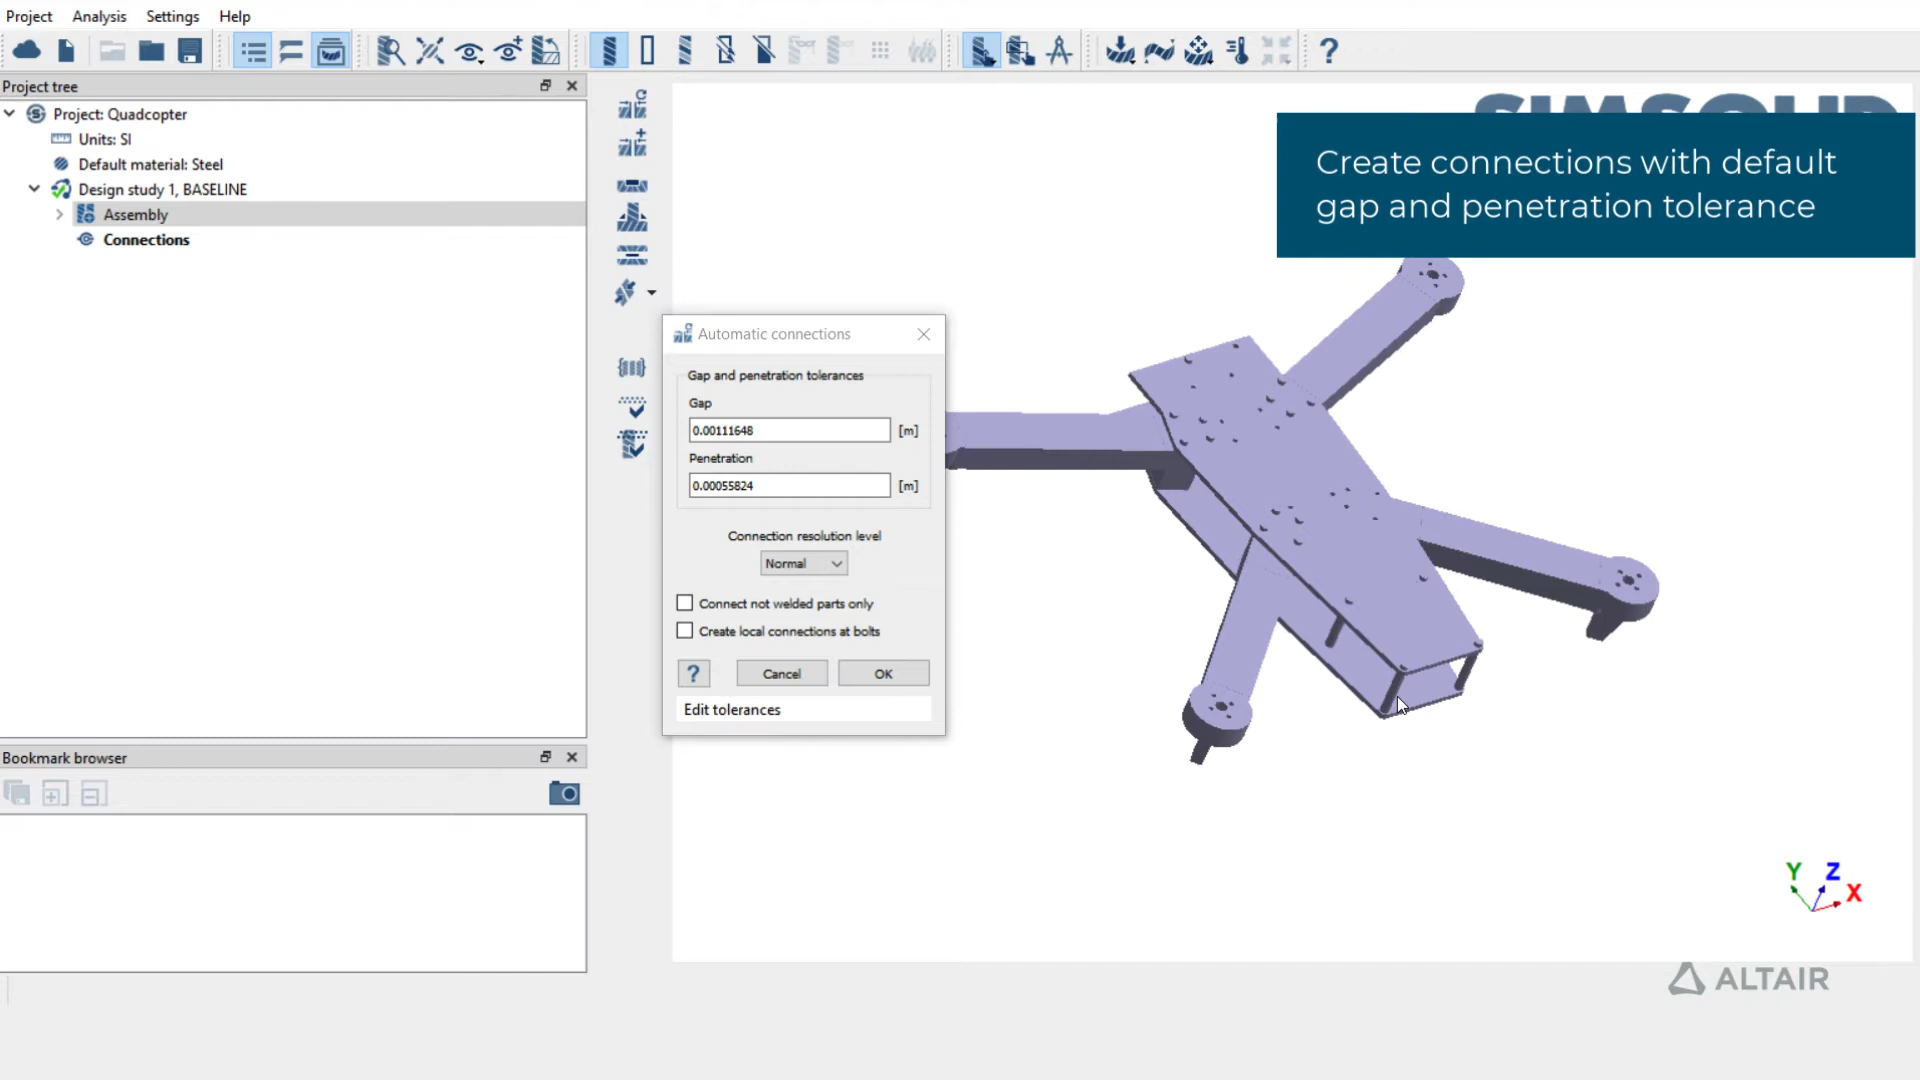 Project Analysis Settings Help
Project tree
Project: Quadcopter
Units: SI
Default material: Steel
Design study 1, BASELINE
Assembly
Connections
SIMSOLID
Create connections with default
gap and penetration tolerance
Automatic connections
Gap and penetration tolerances
Gap
0.00111648 [m]
Penetration
0.00055824 [m]
Connection resolution level
Normal
Connect not welded parts only
Create local connections at bolts
? Cancel OK
Edit tolerances
Bookmark browser
Y Z X
ALTAIR